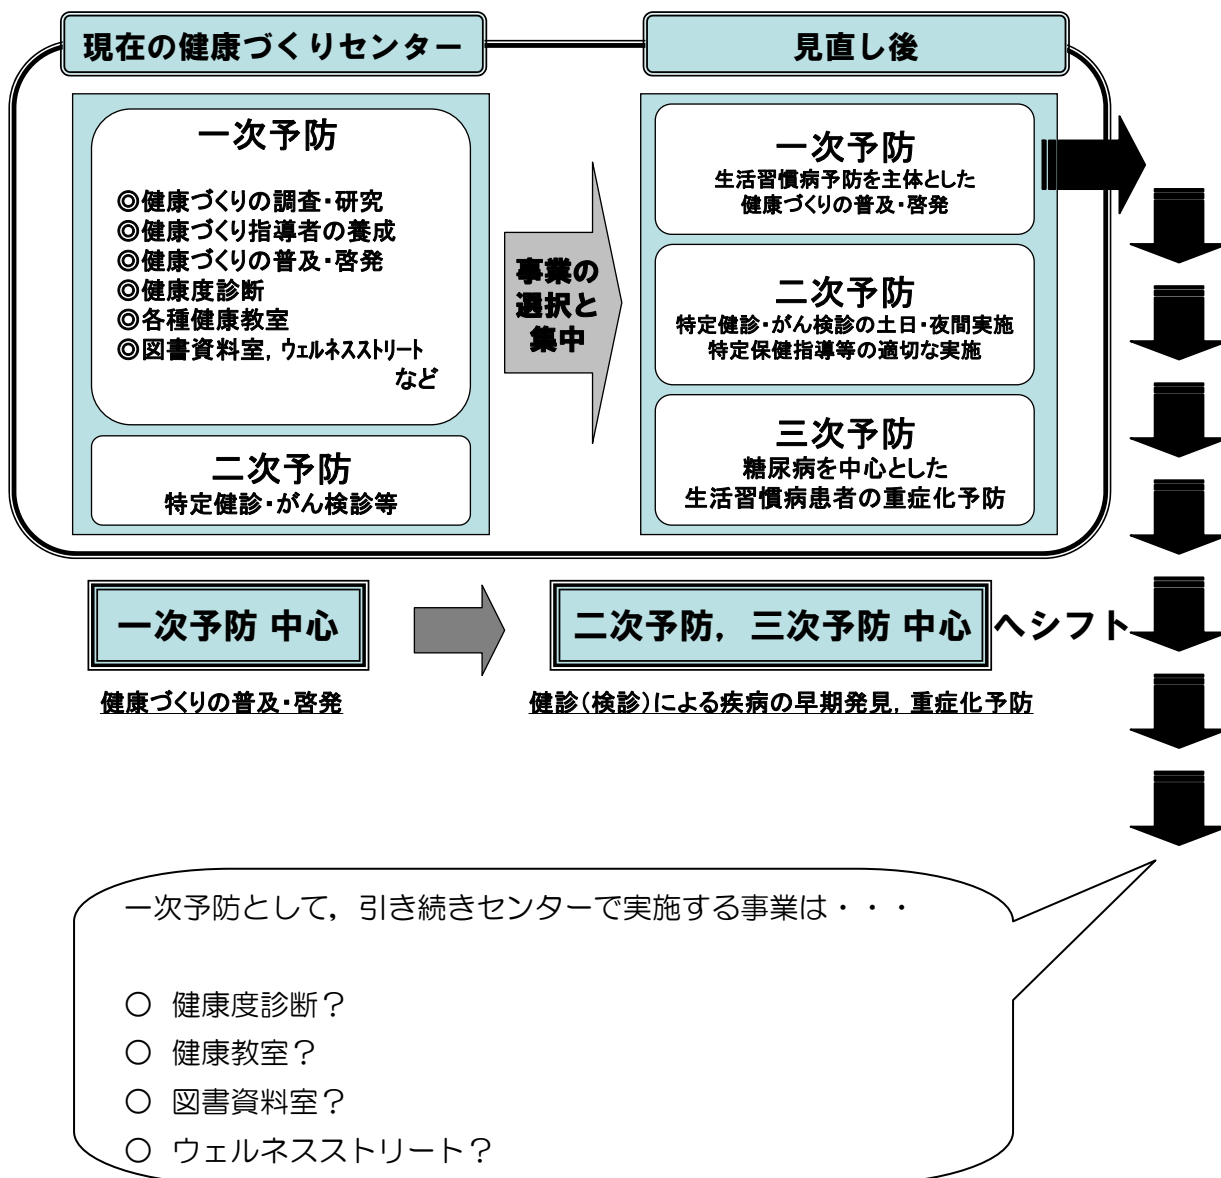 現在の健康づくりセンター
一次予防
◎健康づくりの調査・研究
◎健康づくり指導者の養成
◎健康づくりの普及・啓発
◎健康度診断
◎各種健康教室
◎図書資料室，ウェルネスストリート
など
二次予防
特定健診・がん検診等
事業の
選択と
集中
見直し後
一次予防
生活習慣病予防を主体とした
健康づくりの普及・啓発
二次予防
特定健診・がん検診の土日・夜間実施
特定保健指導等の適切な実施
三次予防
糖尿病を中心とした
生活習慣病患者の重症化予防
一次予防 中心
健康づくりの普及・啓発
二次予防，三次予防 中心 へシフト
健診（検診）による疾病の早期発見，重症化予防
一次予防として，引き続きセンターで実施する事業は・・・
○ 健康度診断？
○ 健康教室？
○ 図書資料室？
○ ウェルネスストリート？